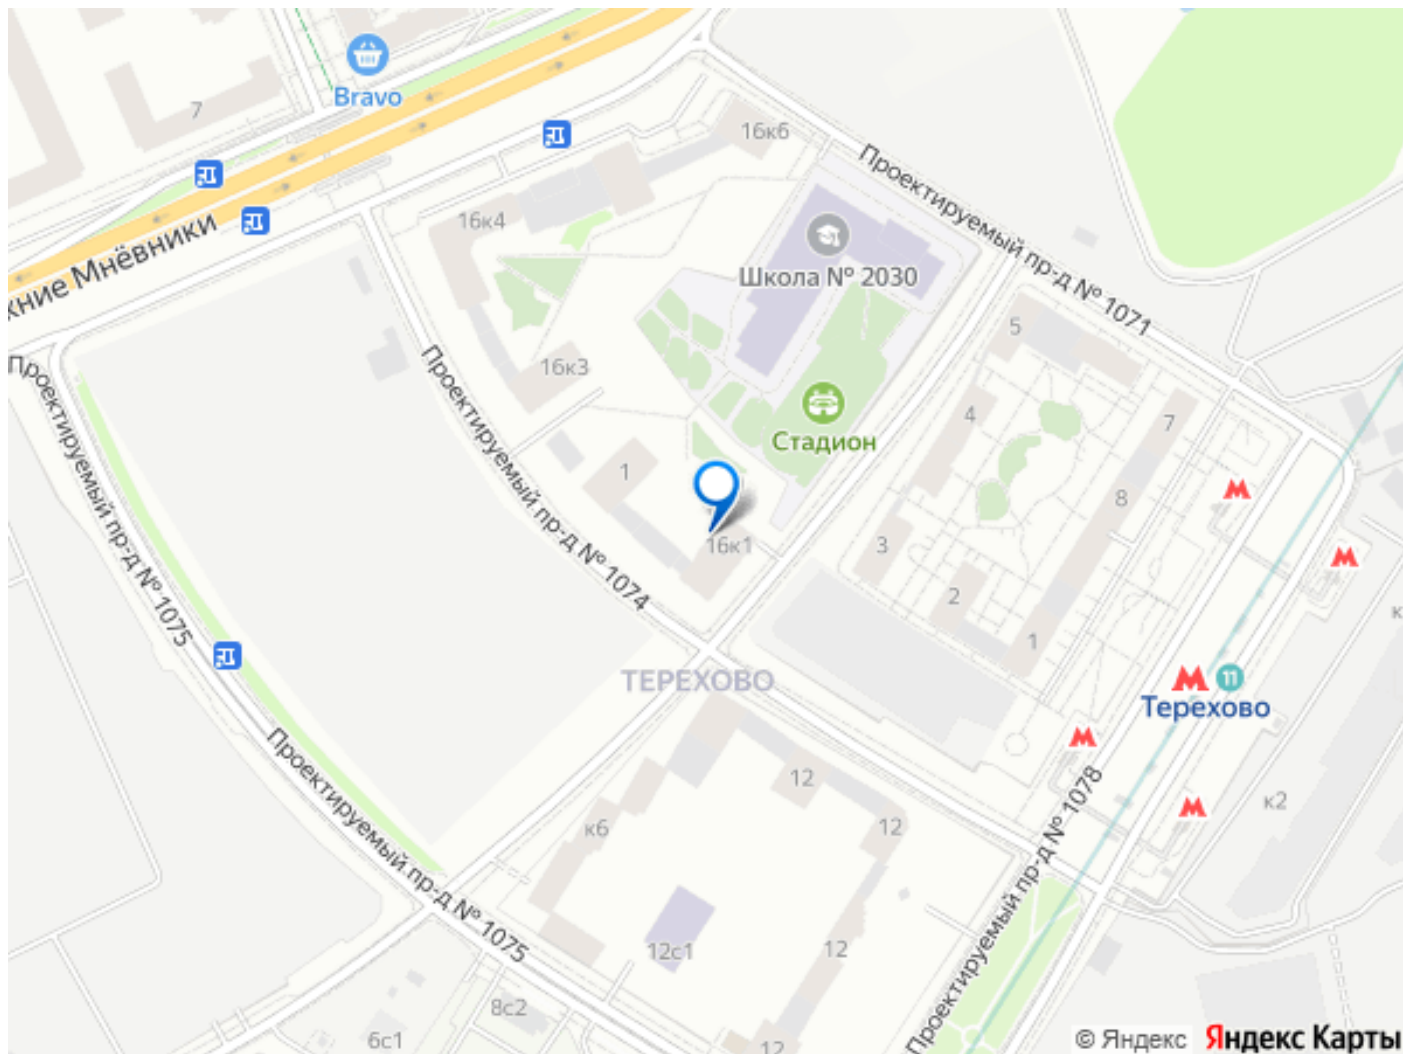 Bravo
7
16к6
16к4
Проектируемый пр-д № 1071
Школа № 2030
хние Мнёвники
5
16к3
Проектируемый пр-д № 1074
Проектируемый пр-д № 1075
4
7
Стадион
1
8
16к1
3
2
1
к
ТЕРЕХОВО
11
Терехово
12
к2
к6
12
Проектируемый пр-д № 1078
Проектируемый пр-д № 1075
12с1
12
8с2
6с1
12
© Яндекс
Яндекс Карты